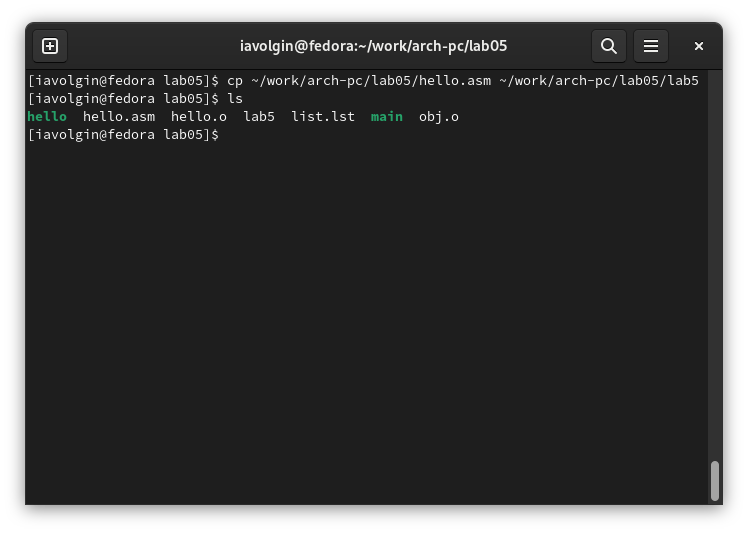 iavolgin@fedora:~/work/arch-pc/lab05
[iavolgin@fedora lab05]$ cp ~/work/arch-pc/lab05/hello.asm ~/work/arch-pc/lab05/lab5
[iavolgin@fedora lab05]$ ls
hello  hello.asm  hello.o  lab5  list.lst  main  obj.o
[iavolgin@fedora lab05]$